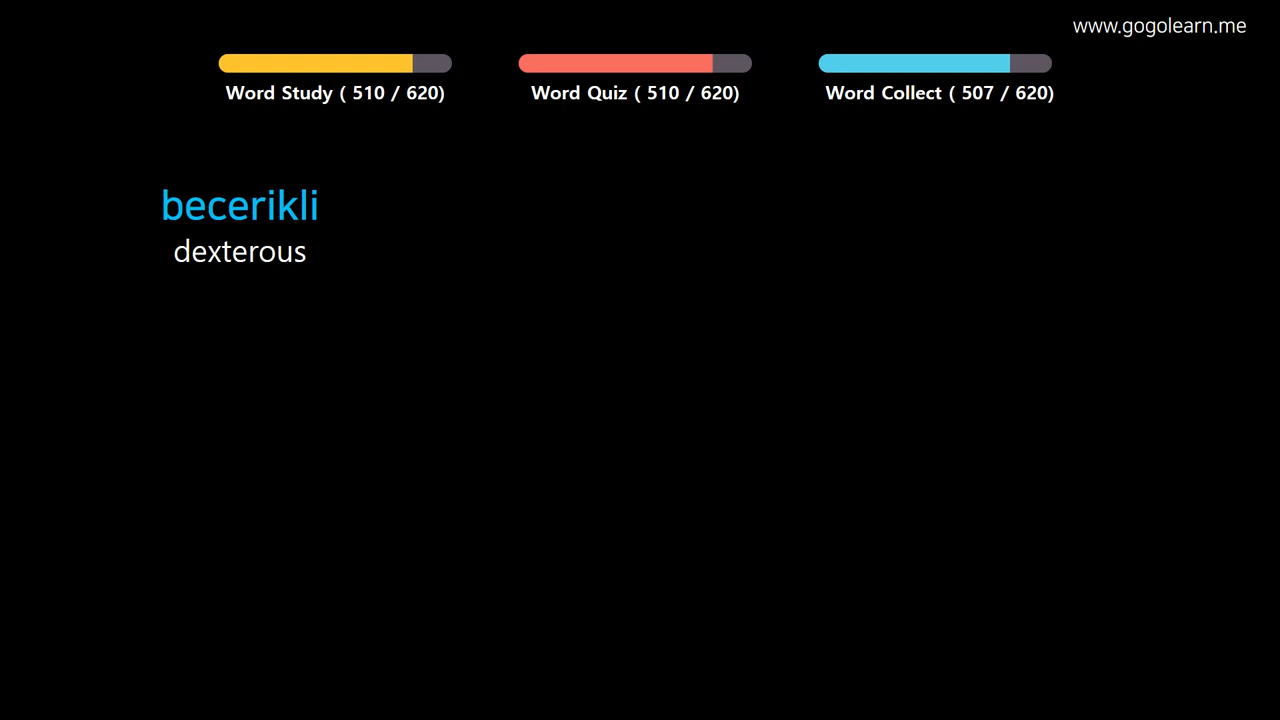 www.gogolearn.me
Word Study ( 510 / 620)
Word Quiz ( 510 / 620)
Word Collect ( 507 / 620)
becerikli
dexterous